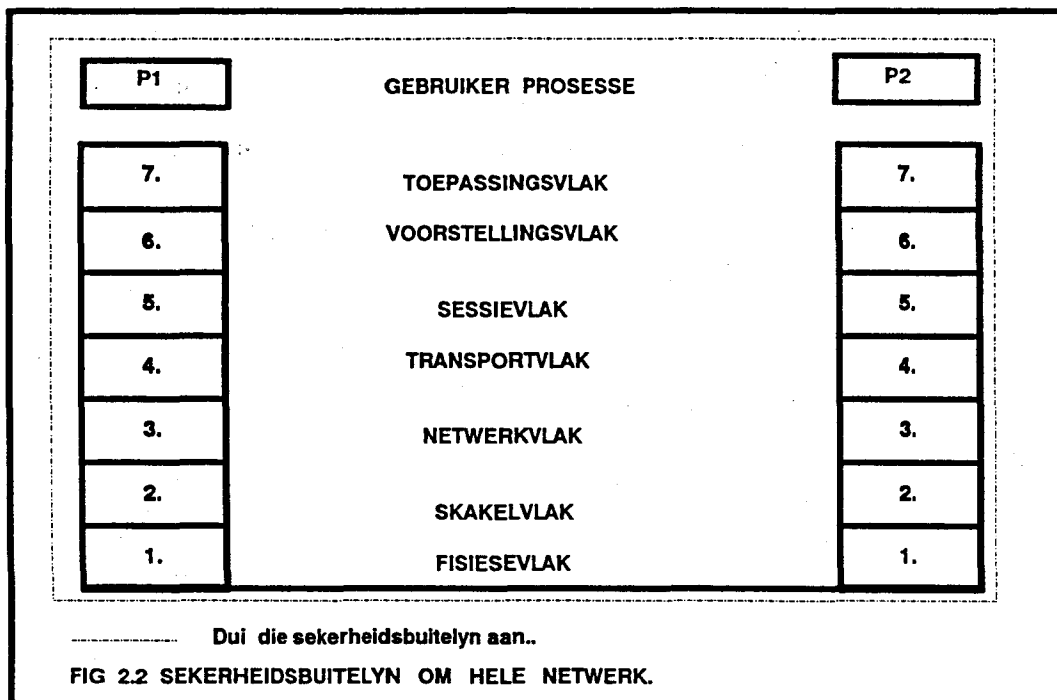 P1 GEBRUIKER PROSESSE P2
7. TOEPASSINGSVLAK 7.
6. VOORSTELLINGSVLAK 6.
5. SESSIEVLAK 5.
4. TRANSPORTVLAK 4.
3. NETWERKVLAK 3.
2. SKAKELVLAK 2.
1. FISIESEVLAK 1.
Dui die sekerheidsbuitelyn aan..
FIG 2.2 SEKERHEIDSBUITELYN OM HELE NETWERK.